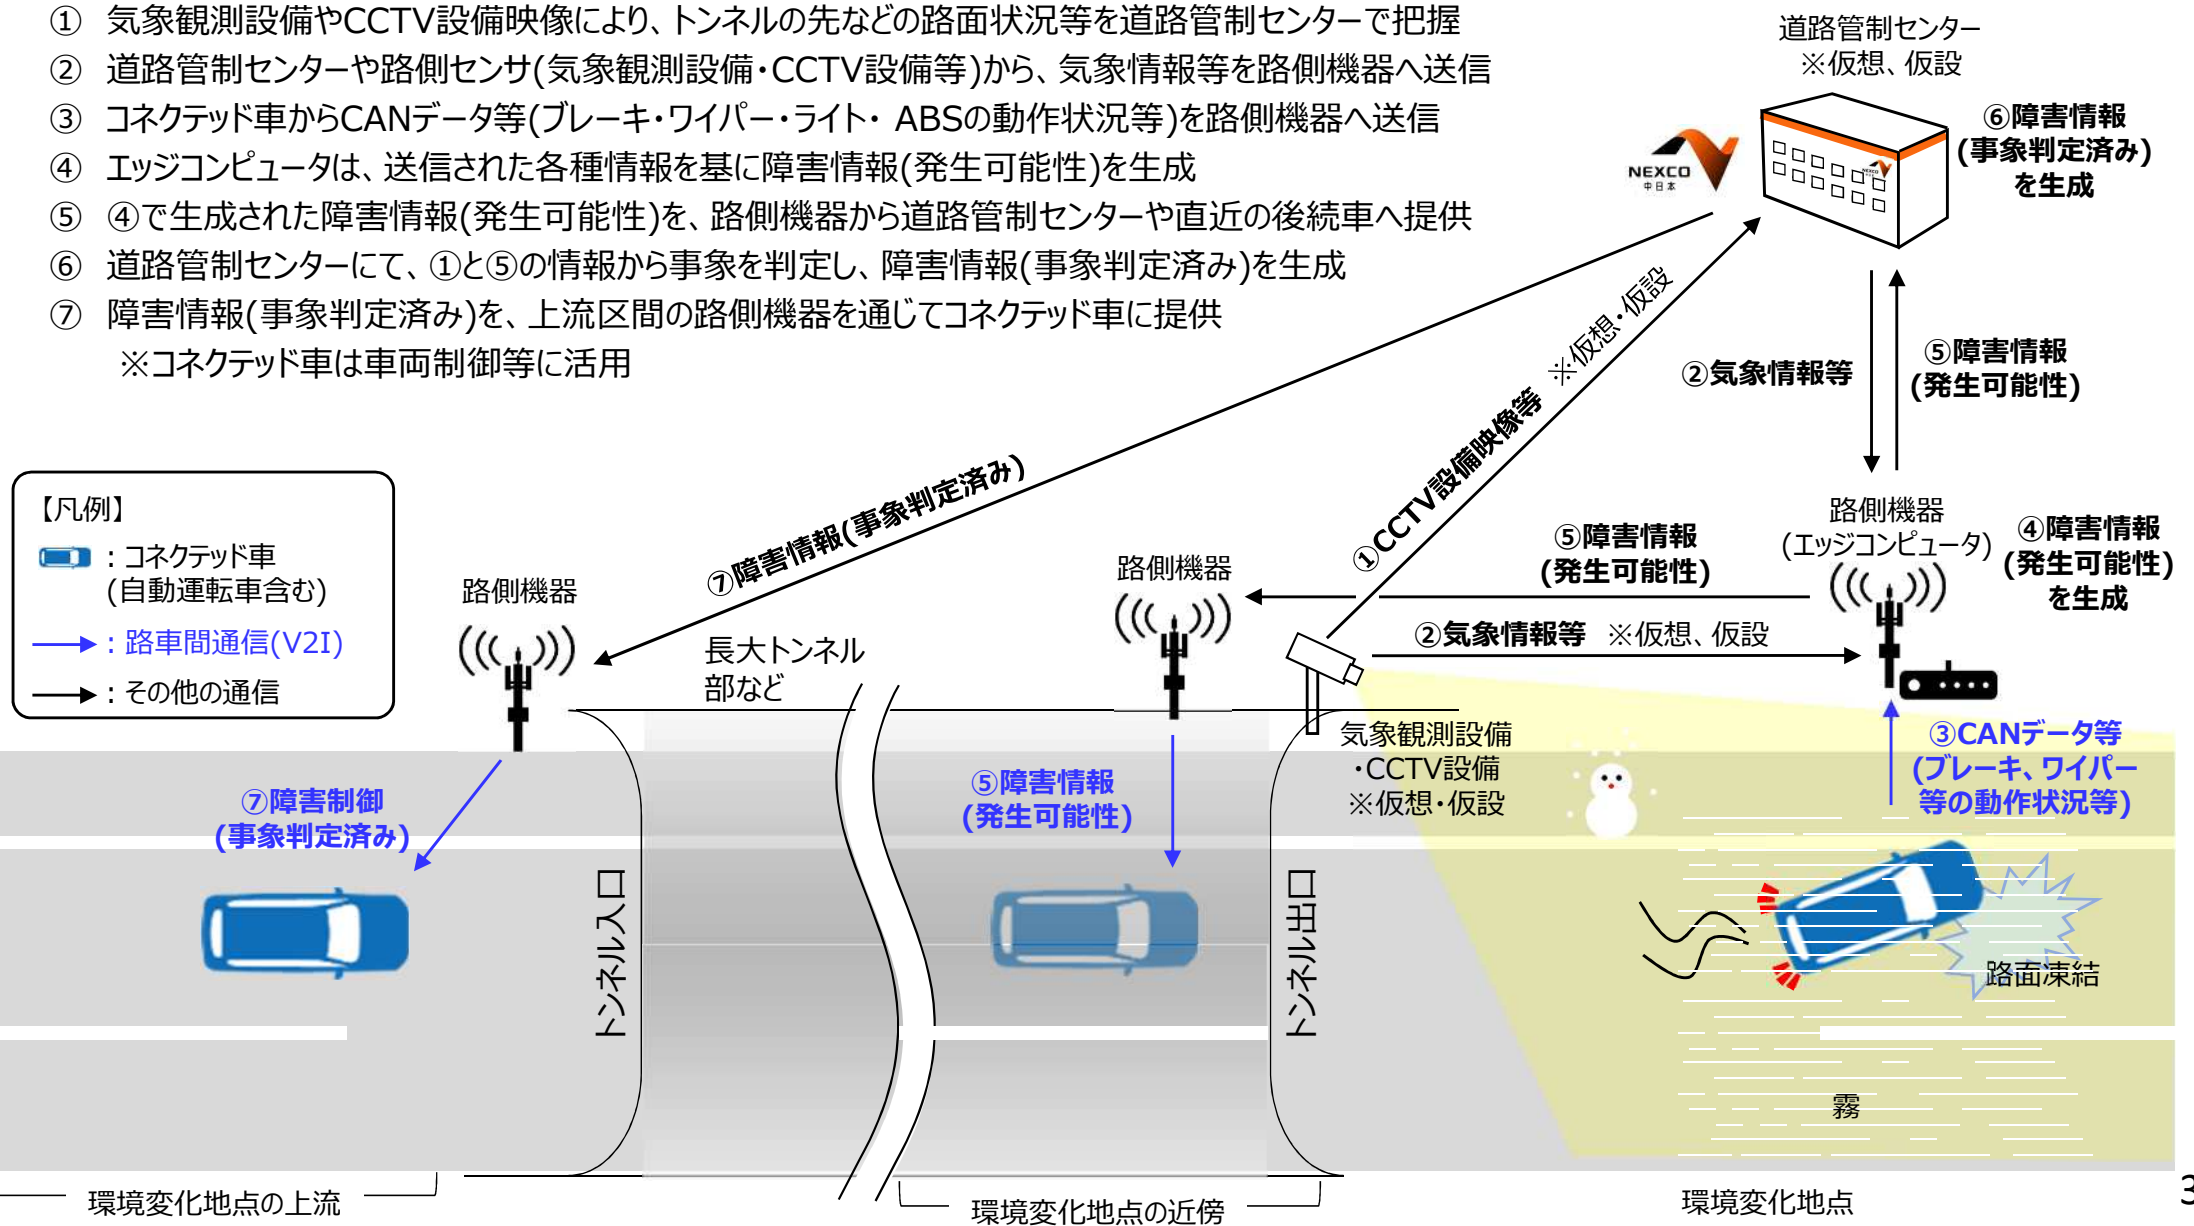 ① 気象観測設備やCCTV設備映像により、トンネルの先などの路面状況等を道路管制センターで把握
② 道路管制センターや路側センサ(気象観測設備・CCTV設備等)から、気象情報等を路側機器へ送信
③ コネクテッド車からCANデータ等(ブレーキ・ワイパー・ライト・ ABSの動作状況等)を路側機器へ送信
④ エッジコンピュータは、送信された各種情報を基に障害情報(発生可能性)を生成
⑤ ④で生成された障害情報(発生可能性)を、路側機器から道路管制センターや直近の後続車へ提供
⑥ 道路管制センターにて、①と⑤の情報から事象を判定し、障害情報(事象判定済み)を生成
⑦ 障害情報(事象判定済み)を、上流区間の路側機器を通じてコネクテッド車に提供
※コネクテッド車は車両制御等に活用
道路管制センター
※仮想、仮設
⑥障害情報
(事象判定済み)
を生成
NEXCO
中日本
NEXCO
②気象情報等
⑤障害情報
(発生可能性)
①CCTV設備映像等 ※仮想・仮設
⑦障害情報(事象判定済み)
【凡例】
：コネクテッド車
(自動運転車含む)
：路車間通信(V2I)
：その他の通信
路側機器
長大トンネル
部など
路側機器
⑤障害情報
(発生可能性)
②気象情報等 ※仮想、仮設
路側機器
(エッジコンピュータ)
④障害情報
(発生可能性)
を生成
気象観測設備
・CCTV設備
※仮想・仮設
③CANデータ等
(ブレーキ、ワイパー
等の動作状況等)
⑦障害制御
(事象判定済み)
⑤障害情報
(発生可能性)
トンネル入口
トンネル出口
路面凍結
霧
環境変化地点の上流
環境変化地点の近傍
環境変化地点
3